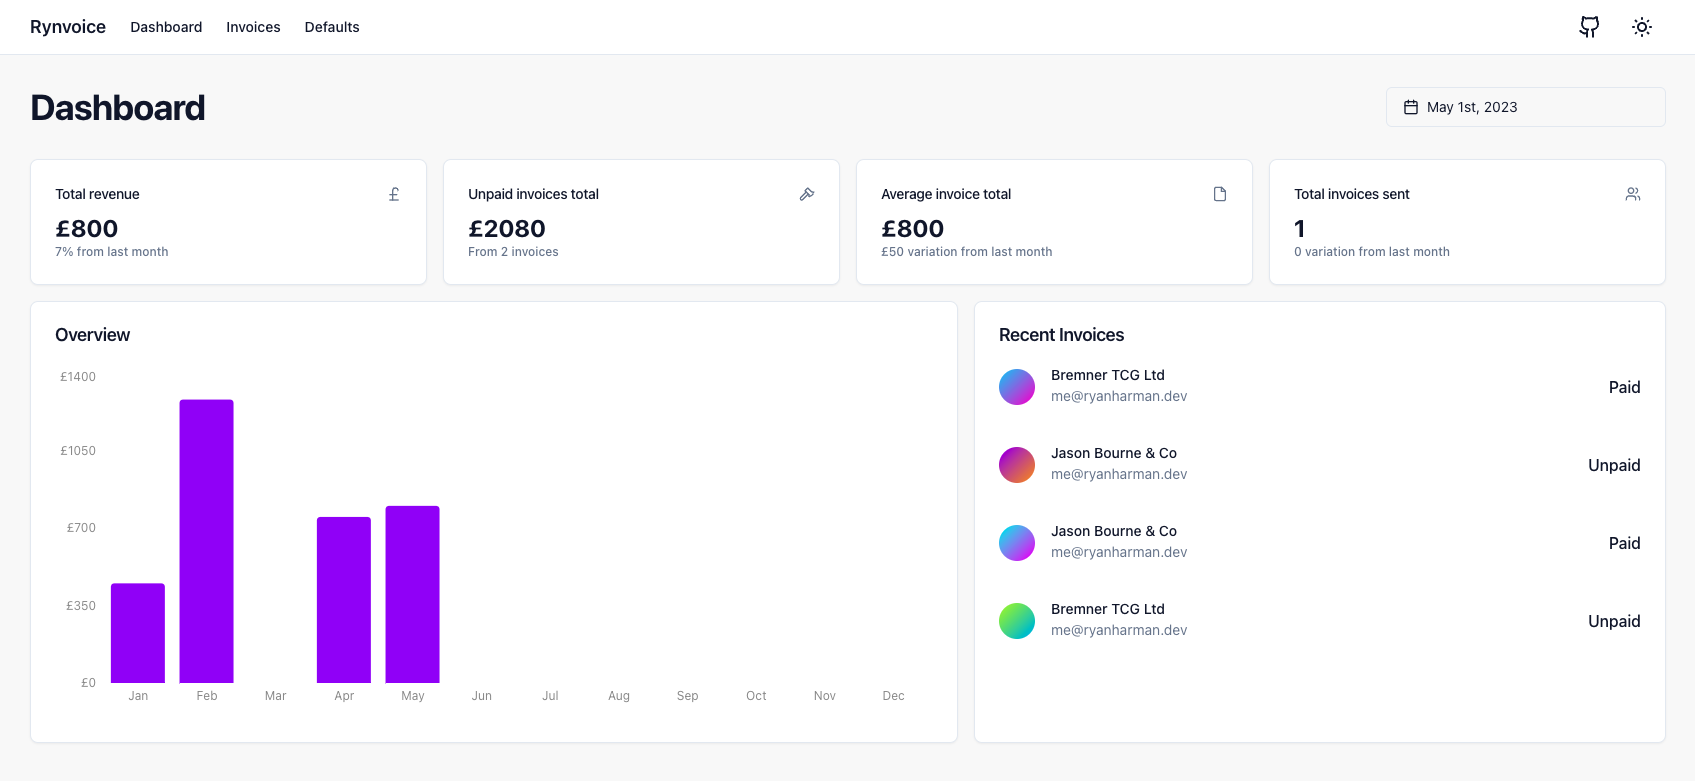 Rynvoice Dashboard Invoices Defaults
Dashboard
May 1st, 2023
Total revenue
£800
7% from last month
Unpaid invoices total
£2080
From 2 invoices
Average invoice total
£800
£50 variation from last month
Total invoices sent
1
0 variation from last month
Overview
£1400
£1050
£700
£350
£0
Jan Feb Mar Apr May Jun Jul Aug Sep Oct Nov Dec
Recent Invoices
Bremner TCG Ltd
me@ryanharman.dev
Paid
Jason Bourne & Co
me@ryanharman.dev
Unpaid
Jason Bourne & Co
me@ryanharman.dev
Paid
Bremner TCG Ltd
me@ryanharman.dev
Unpaid